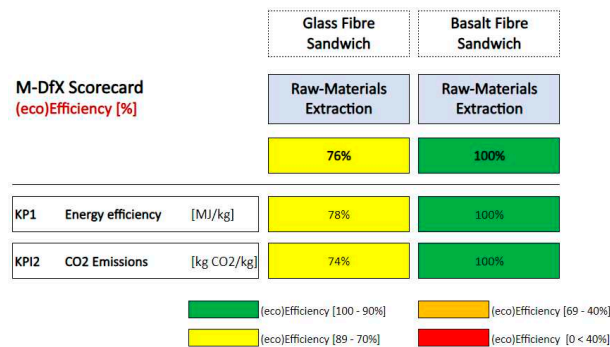 Glass Fibre Basalt Fibre
Sandwich Sandwich
M-DfX Scorecard Raw-Materials Raw-Materials
(eco)Efficiency [%] Extraction Extraction
76% 100%
KP1 Energy efficiency [MJ/kg] 78% 100%
KPI2 CO2 Emissions [kg CO2/kg] 74% 100%
(eco)Efficiency [100 - 90%] (eco)Efficiency [69 - 40%]
(eco)Efficiency [89 - 70%] (eco)Efficiency [0 < 40%]